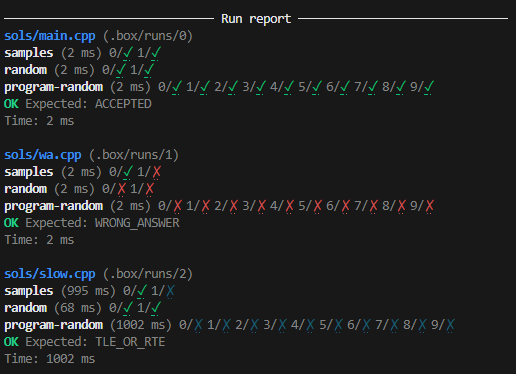 Run report
sols/main.cpp (.box/runs/0)
samples (2 ms) 0/✓ 1/✓
random (2 ms) 0/✓ 1/✓
program-random (2 ms) 0/✓ 1/✓ 2/✓ 3/✓ 4/✓ 5/✓ 6/✓ 7/✓ 8/✓ 9/✓
OK Expected: ACCEPTED
Time: 2 ms
sols/wa.cpp (.box/runs/1)
samples (2 ms) 0/✓ 1/✗
random (2 ms) 0/✗ 1/✗
program-random (2 ms) 0/✗ 1/✗ 2/✗ 3/✗ 4/✗ 5/✗ 6/✗ 7/✗ 8/✗ 9/✗
OK Expected: WRONG_ANSWER
Time: 2 ms
sols/slow.cpp (.box/runs/2)
samples (995 ms) 0/✓ 1/✗
random (68 ms) 0/✓ 1/✓
program-random (1002 ms) 0/✗ 1/✗ 2/✗ 3/✗ 4/✗ 5/✗ 6/✗ 7/✗ 8/✗ 9/✗
OK Expected: TLE_OR_RTE
Time: 1002 ms